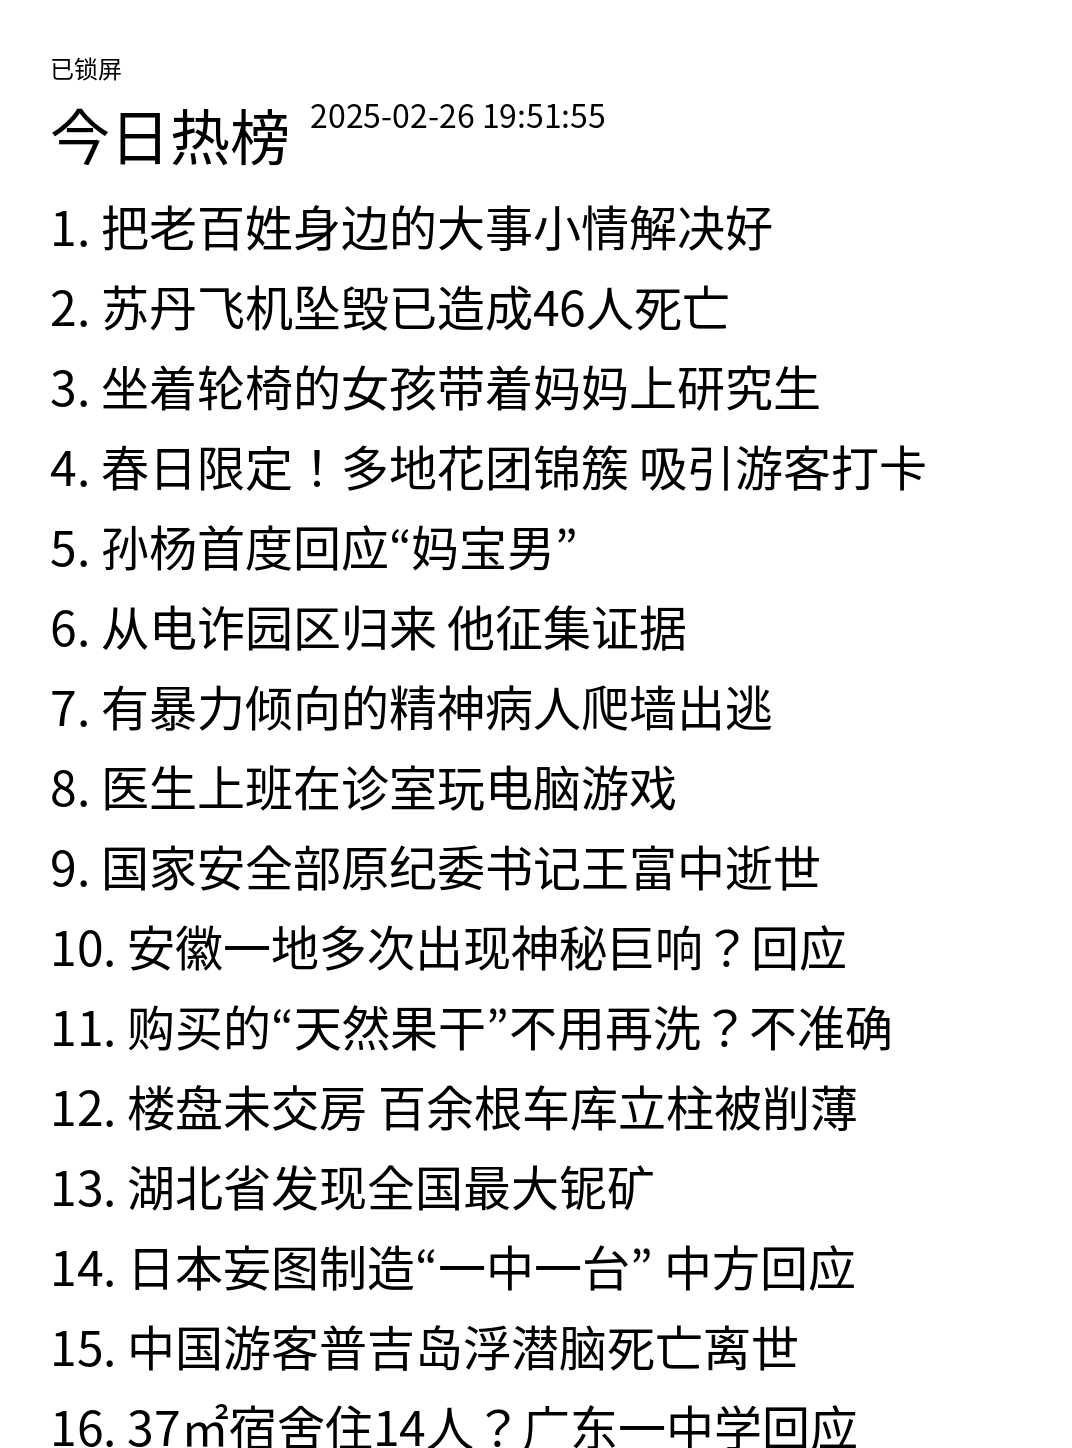 已锁屏
今日热榜 2025-02-26 19:51:55
1. 把老百姓身边的大事小情解决好
2. 苏丹飞机坠毁已造成46人死亡
3. 坐着轮椅的女孩带着妈妈上研究生
4. 春日限定！多地花团锦簇 吸引游客打卡
5. 孙杨首度回应“妈宝男”
6. 从电诈园区归来 他征集证据
7. 有暴力倾向的精神病人爬墙出逃
8. 医生上班在诊室玩电脑游戏
9. 国家安全部原纪委书记王富中逝世
10. 安徽一地多次出现神秘巨响？回应
11. 购买的“天然果干”不用再洗？不准确
12. 楼盘未交房 百余根车库立柱被削薄
13. 湖北省发现全国最大铌矿
14. 日本妄图制造“一中一台” 中方回应
15. 中国游客普吉岛浮潜脑死亡离世
16. 37㎡宿舍住14人？广东一中学回应